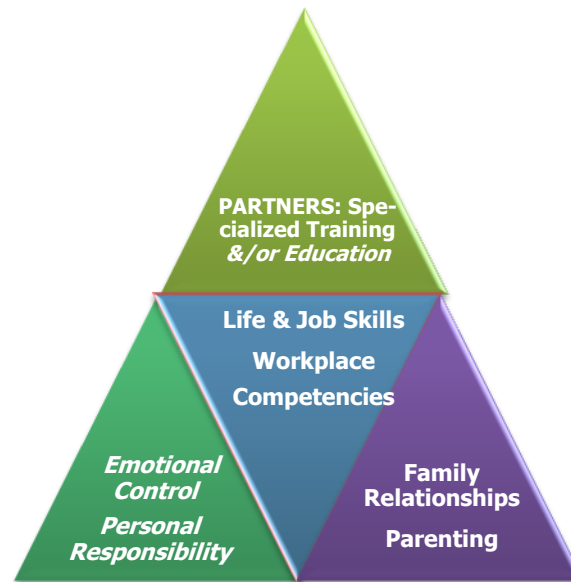 PARTNERS: Spe-
cialized Training
&/or Education
Life & Job Skills
Workplace
Competencies
Emotional
Control
Personal
Responsibility
Family
Relationships
Parenting